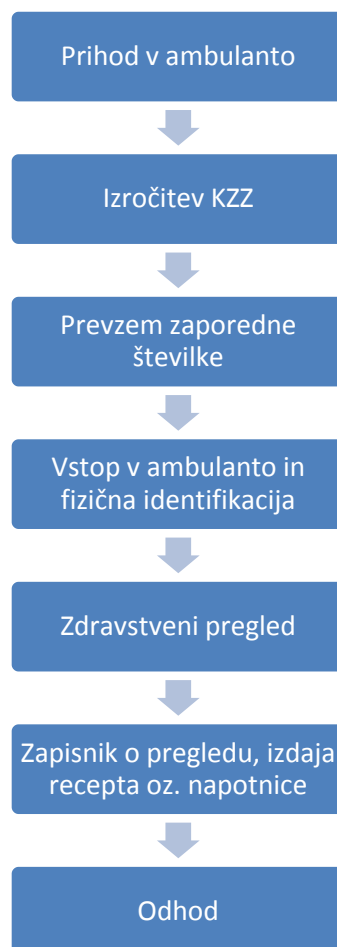 Prihod v ambulanto
Izročitev KZZ
Prevzem zaporedne
številke
Vstop v ambulanto in
fizična identifikacija
Zdravstveni pregled
Zapisnik o pregledu, izdaja
recepta oz. napotnice
Odhod